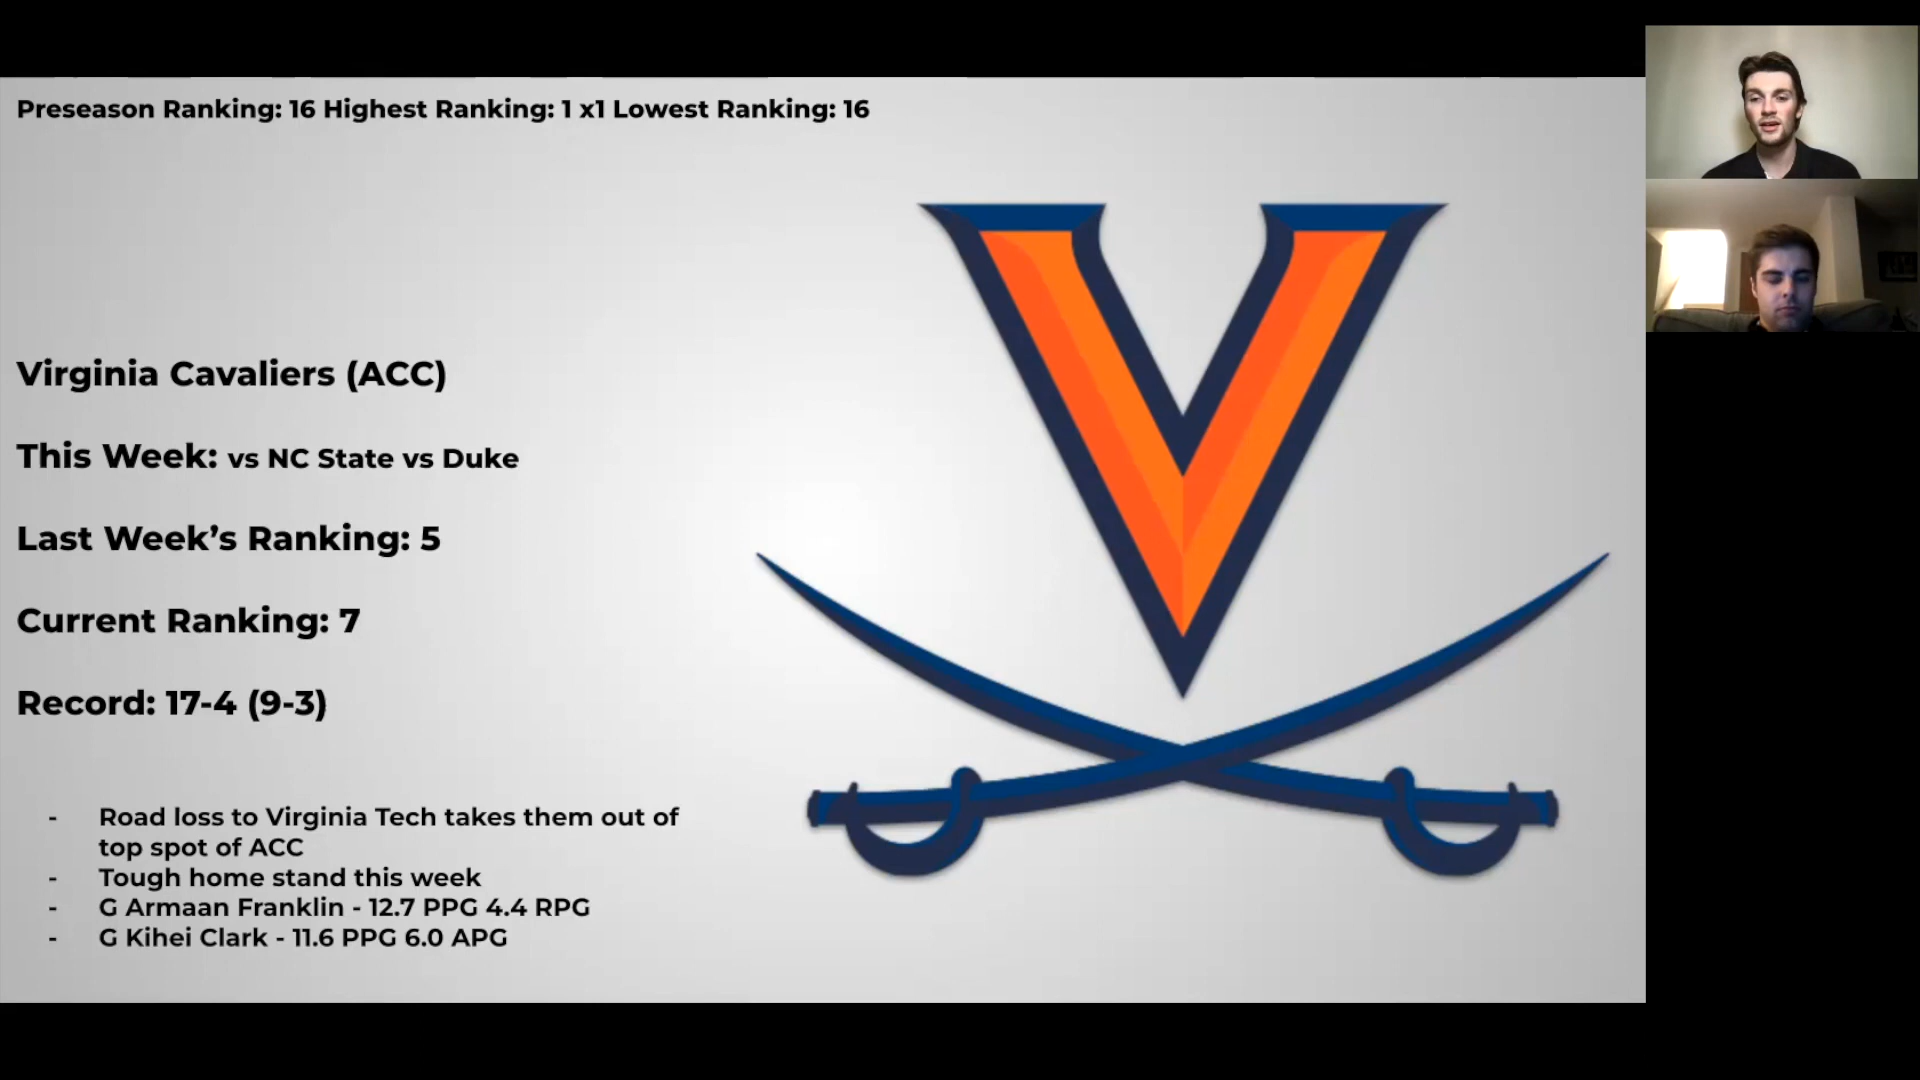 Preseason Ranking: 16 Highest Ranking: 1 x1 Lowest Ranking: 16
Virginia Cavaliers (ACC)
This Week: vs NC State vs Duke
Last Week’s Ranking: 5
Current Ranking: 7
Record: 17-4 (9-3)
- Road loss to Virginia Tech takes them out of
top spot of ACC
- Tough home stand this week
- G Armaan Franklin - 12.7 PPG 4.4 RPG
- G Kihei Clark - 11.6 PPG 6.0 APG